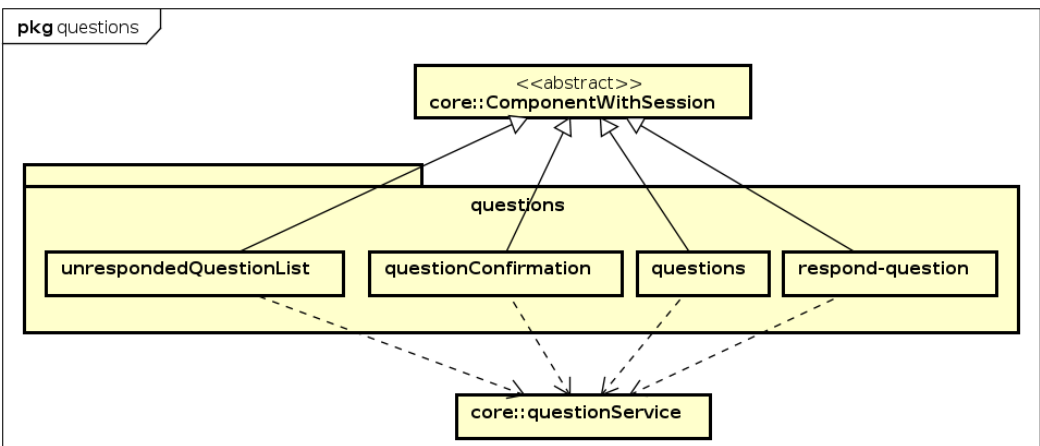 pkg questions
<<abstract>>
core::ComponentWithSession
questions
unrespondedQuestionList
questionConfirmation
questions
respond-question
core::questionService